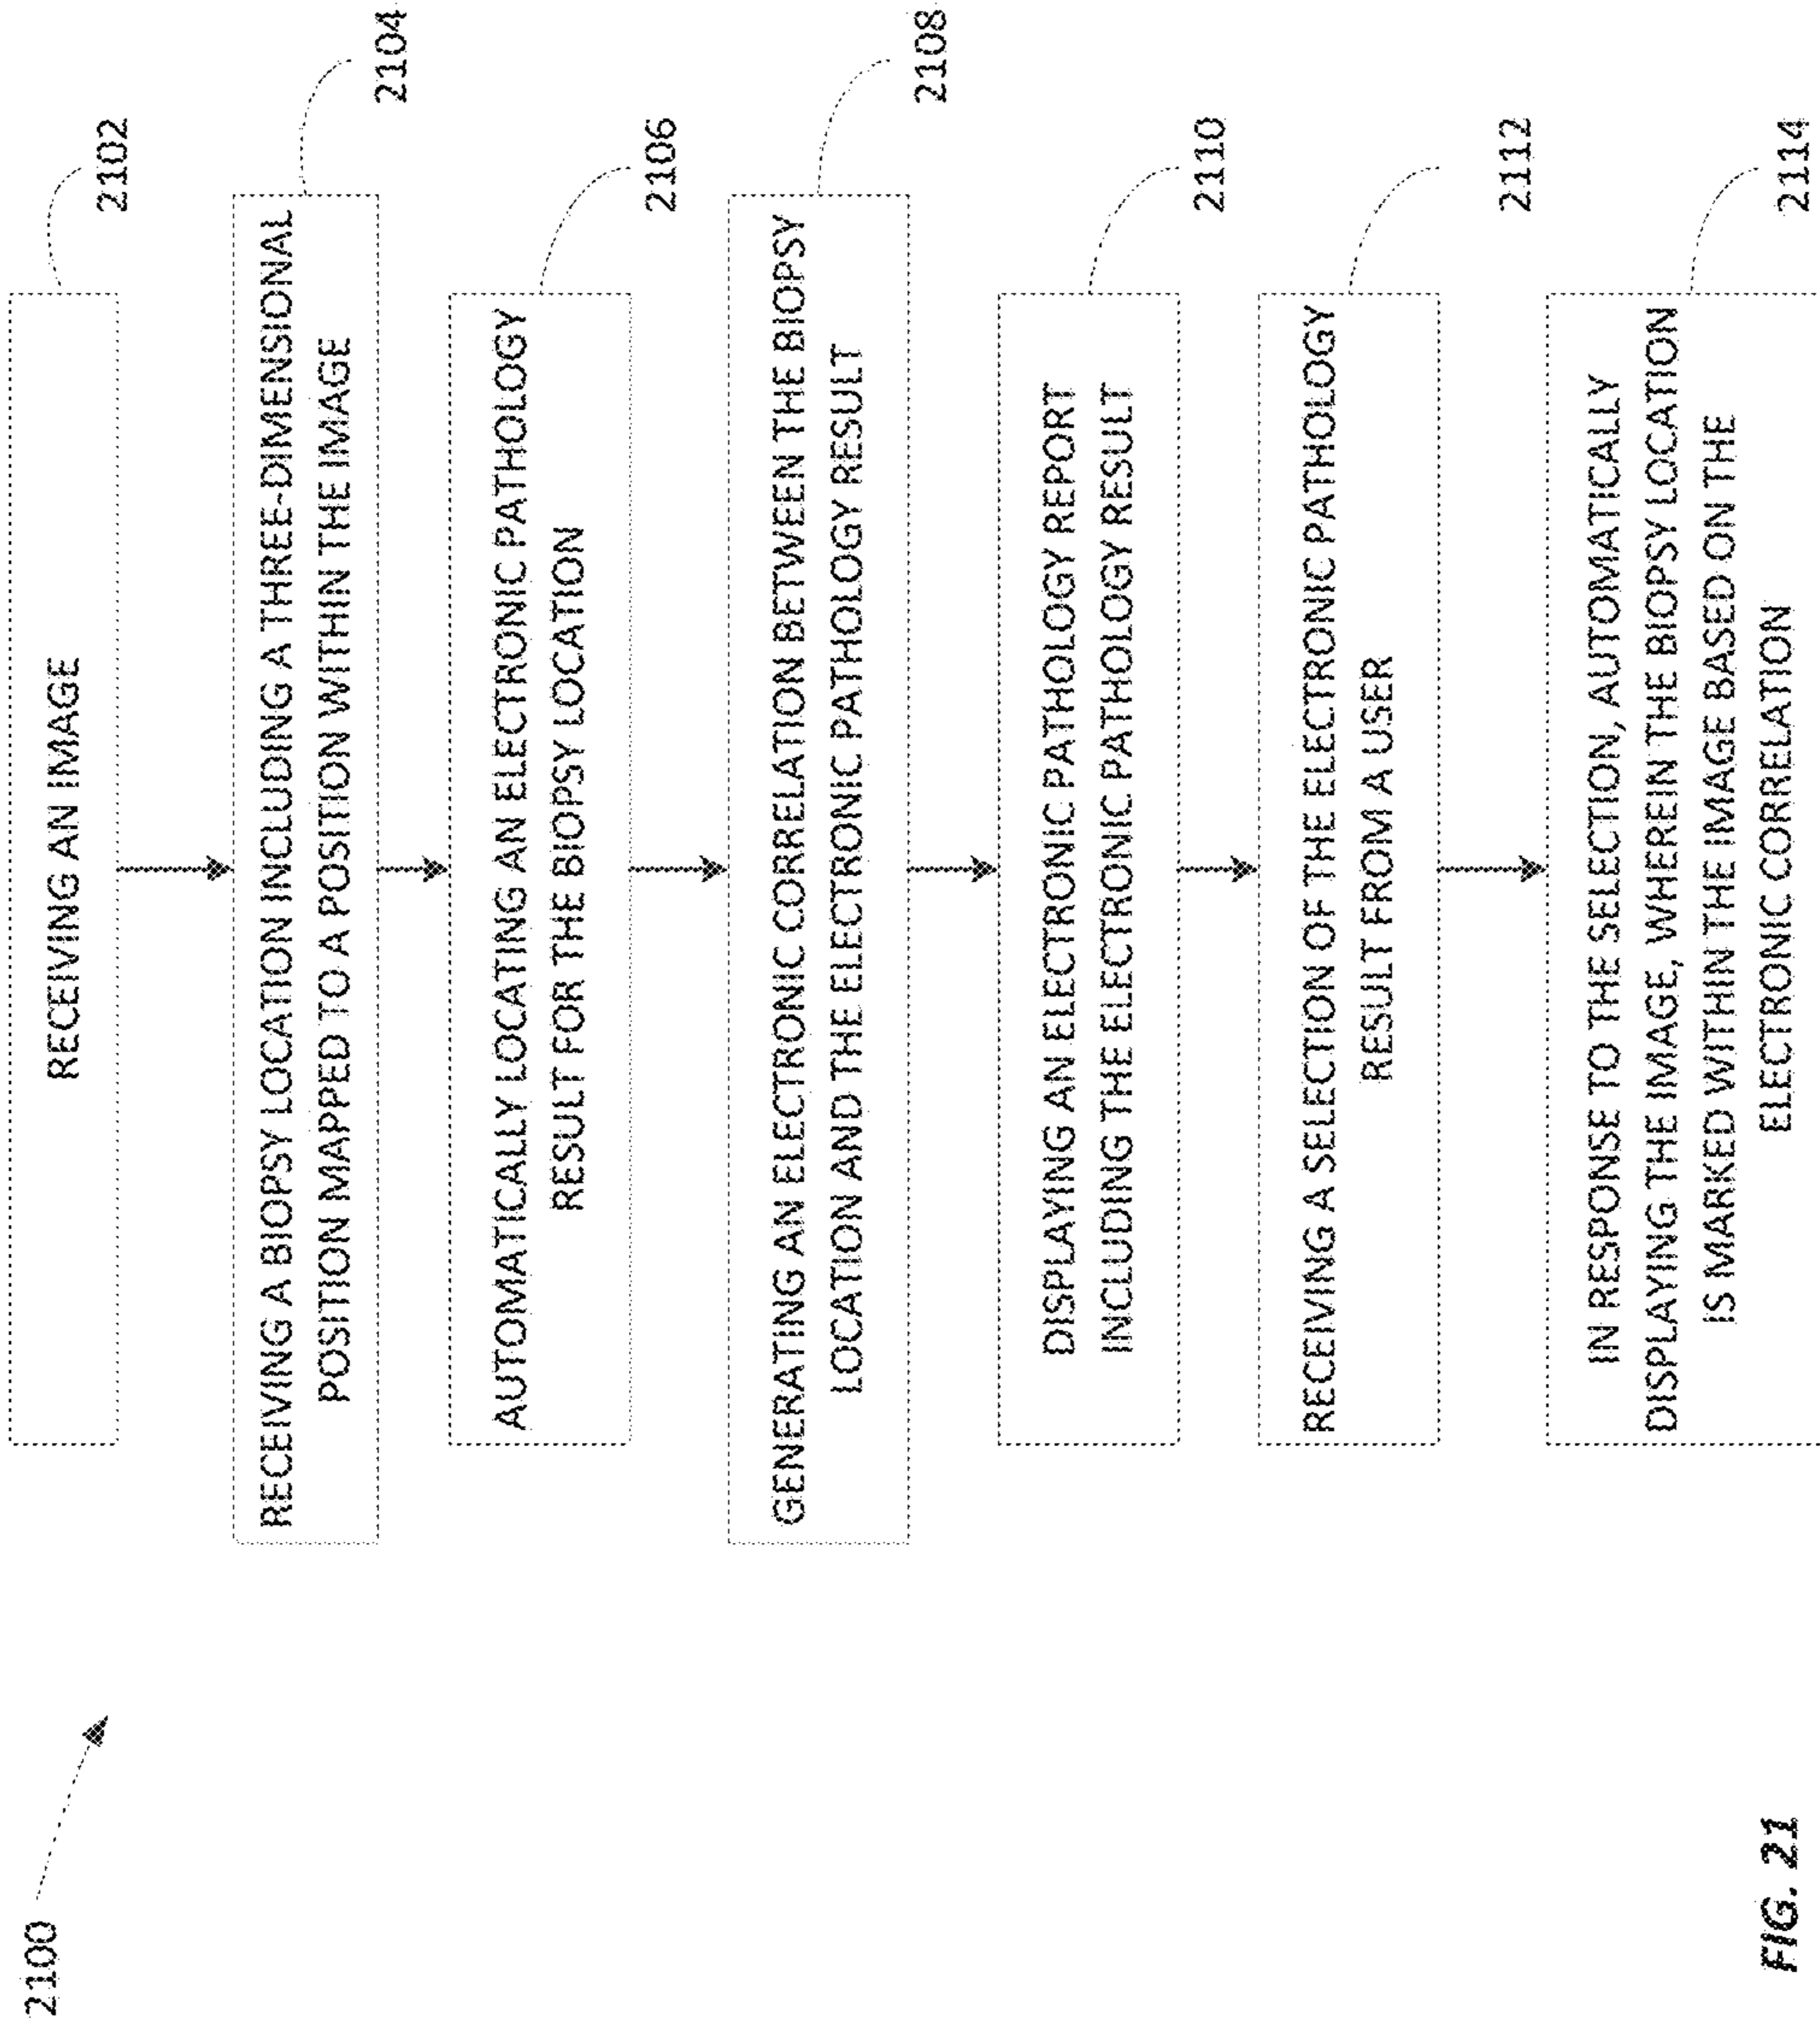 2100
RECEIVING AN IMAGE
2102
RECEIVING A BIOPSY LOCATION INCLUDING A THREE-DIMENSIONAL
POSITION MAPPED TO A POSITION WITHIN THE IMAGE
2104
AUTOMATICALLY LOCATING AN ELECTRONIC PATHOLOGY
RESULT FOR THE BIOPSY LOCATION
2106
GENERATING AN ELECTRONIC CORRELATION BETWEEN THE BIOPSY
LOCATION AND THE ELECTRONIC PATHOLOGY RESULT
2108
DISPLAYING AN ELECTRONIC PATHOLOGY REPORT
INCLUDING THE ELECTRONIC PATHOLOGY RESULT
2110
RECEIVING A SELECTION OF THE ELECTRONIC PATHOLOGY
RESULT FROM A USER
2112
IN RESPONSE TO THE SELECTION, AUTOMATICALLY
DISPLAYING THE IMAGE, WHEREIN THE BIOPSY LOCATION
IS MARKED WITHIN THE IMAGE BASED ON THE
ELECTRONIC CORRELATION
2114
FIG. 21